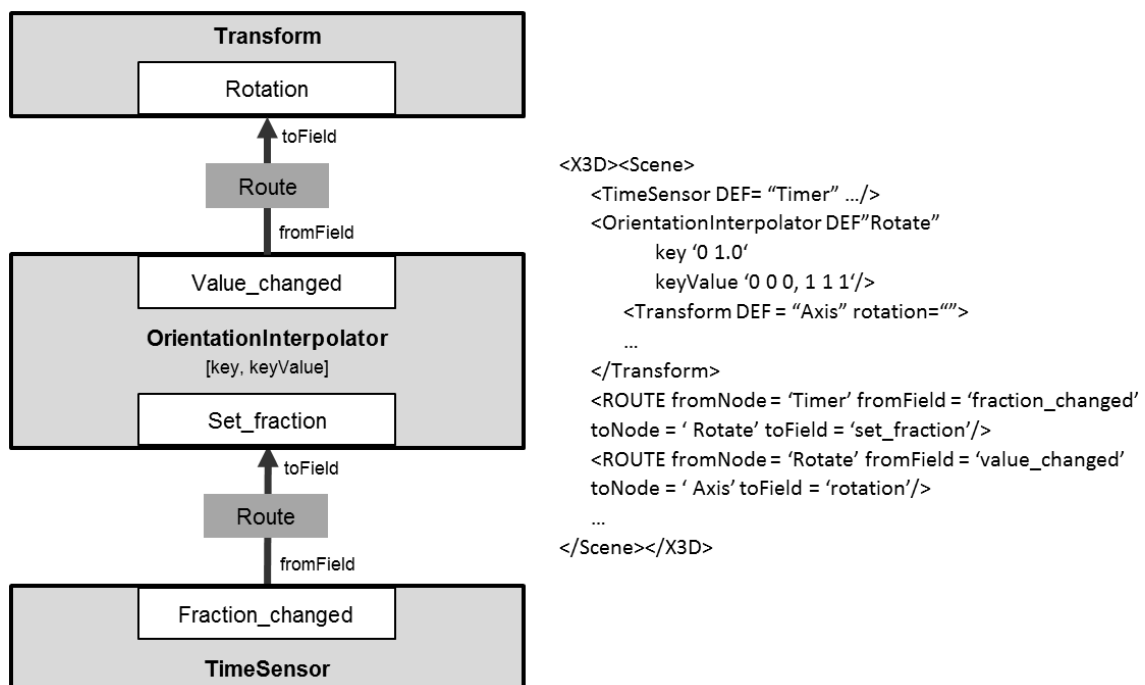 Transform
Rotation
toField
Route
fromField
Value_changed
OrientationInterpolator
[key, keyValue]
Set_fraction
toField
Route
fromField
Fraction_changed
TimeSensor
<X3D><Scene>
<TimeSensor DEF= “Timer” .../>
<OrientationInterpolator DEF”Rotate”
key ‘0 1.0‘
keyValue ‘0 0 0, 1 1 1‘/>
<Transform DEF = “Axis” rotation=“”>
...
</Transform>
<ROUTE fromNode = ‘Timer’ fromField = ‘fraction_changed’
toNode = ‘ Rotate’ toField = ‘set_fraction’/>
<ROUTE fromNode = ‘Rotate’ fromField = ‘value_changed’
toNode = ‘ Axis’ toField = ‘rotation’/>
...
</Scene></X3D>